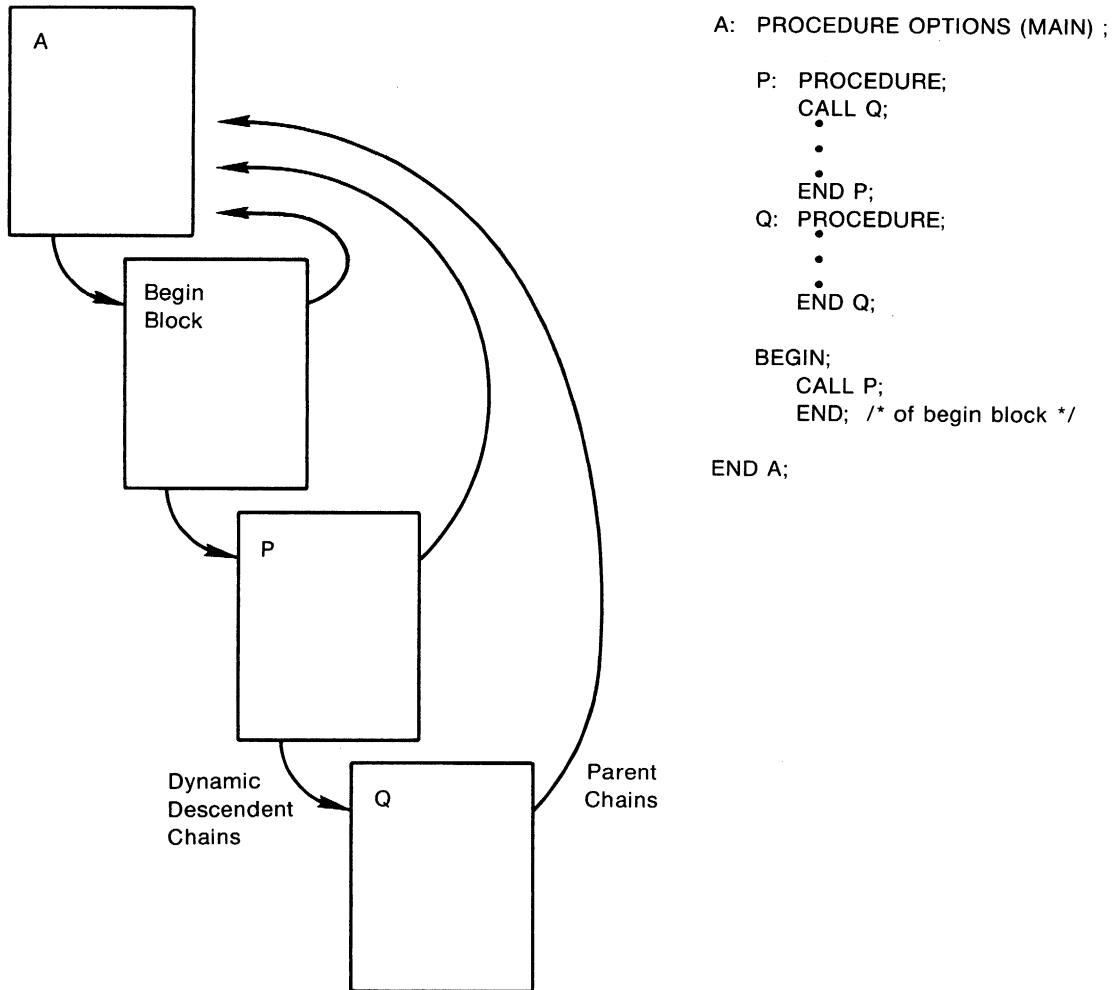 A
Begin
Block
P
Dynamic
Descendent
Chains
Q
Parent
Chains
A: PROCEDURE OPTIONS (MAIN) ;
P: PROCEDURE;
CALL Q;
END P;
Q: PROCEDURE;
END Q;
BEGIN;
CALL P;
END; /* of begin block */
END A;